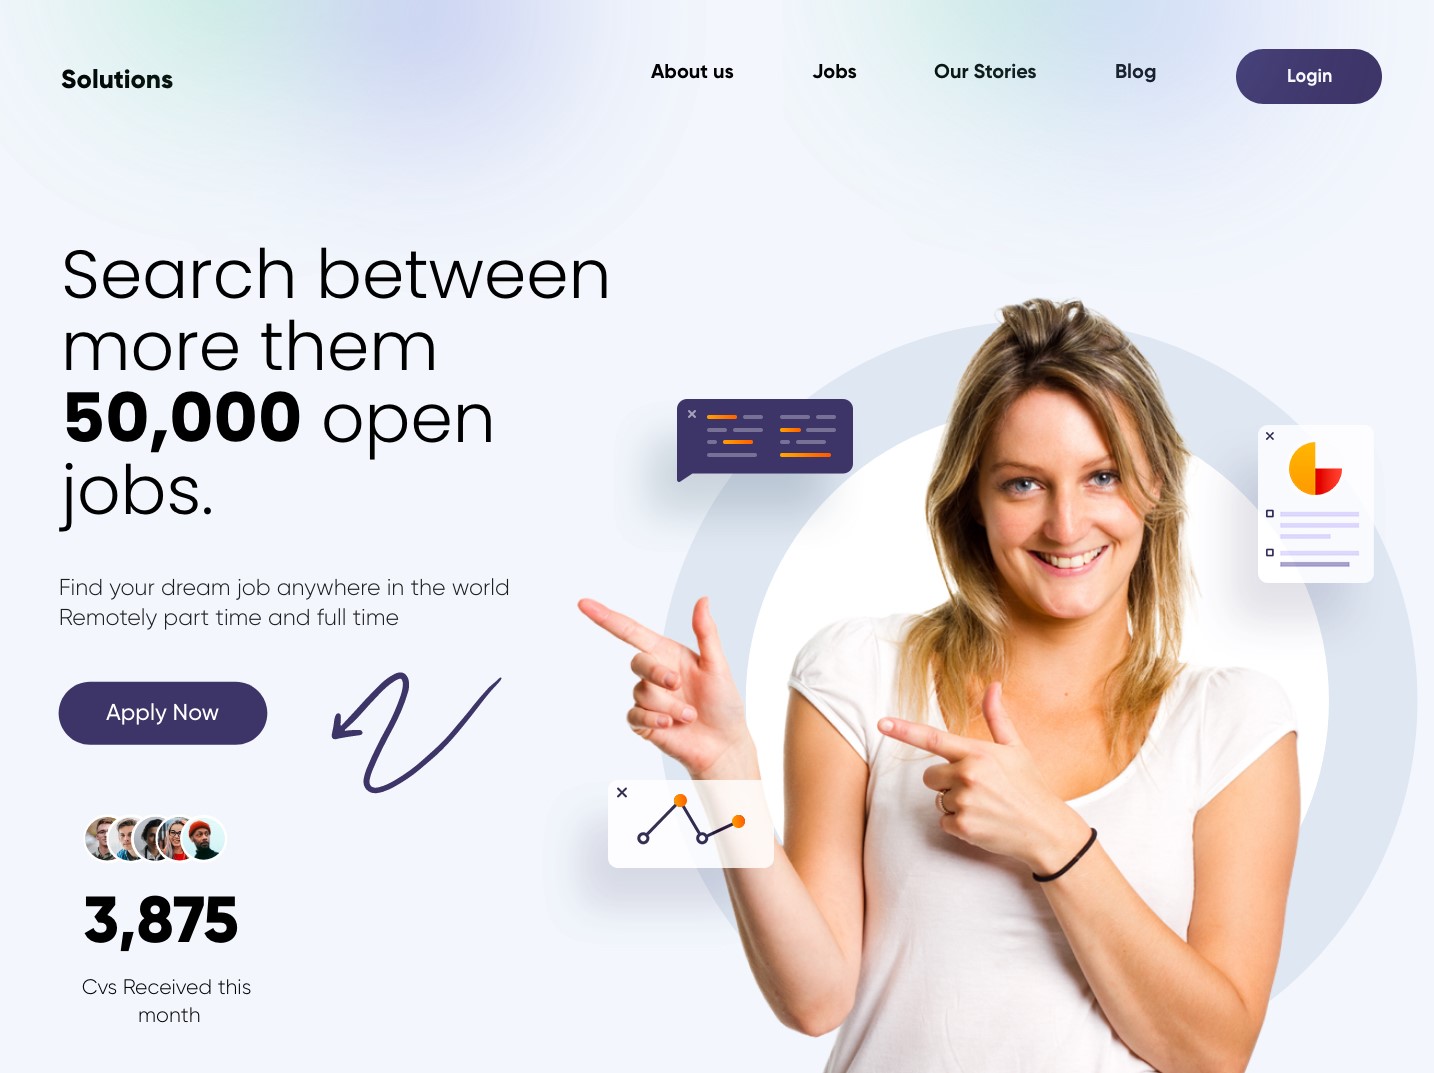 Solutions
About us
Jobs
Our Stories
Blog
Login
Search between
more them
50,000 open
jobs.
Find your dream job anywhere in the world
Remotely part time and full time
Apply Now
3,875
Cvs Received this
month